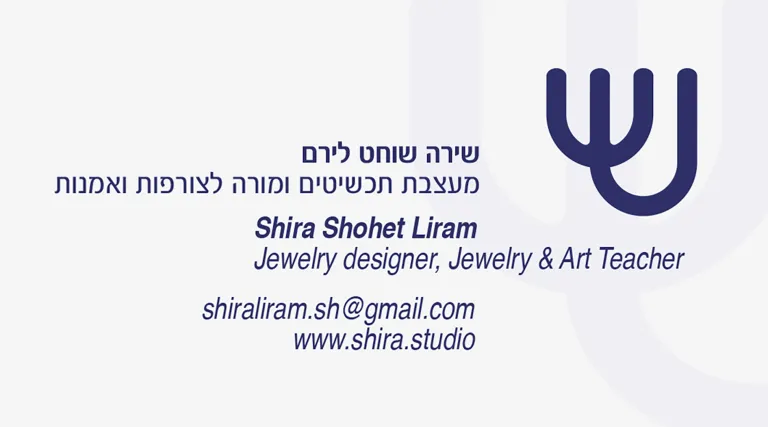 שירה שוחט לירם
מעצבת תכשיטים ומורה לצורפות ואמנות
Shira Shohet Liram
Jewelry designer, Jewelry & Art Teacher
shiraliram.sh@gmail.com
www.shira.studio